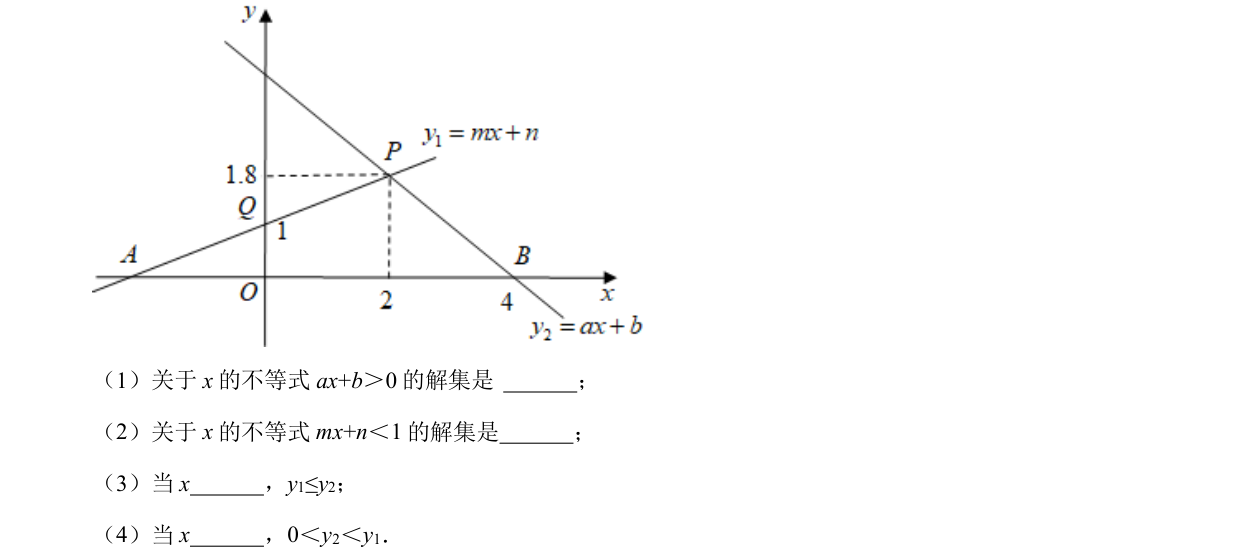 y
y₁ = mx + n
P
1.8
Q
1
A
B
O
2
4
x
y₂ = ax + b
（1）关于 x 的不等式 ax+b＞0 的解集是 ______；
（2）关于 x 的不等式 mx+n＜1 的解集是______；
（3）当 x______，y₁≤y₂；
（4）当 x______，0＜y₂＜y₁．